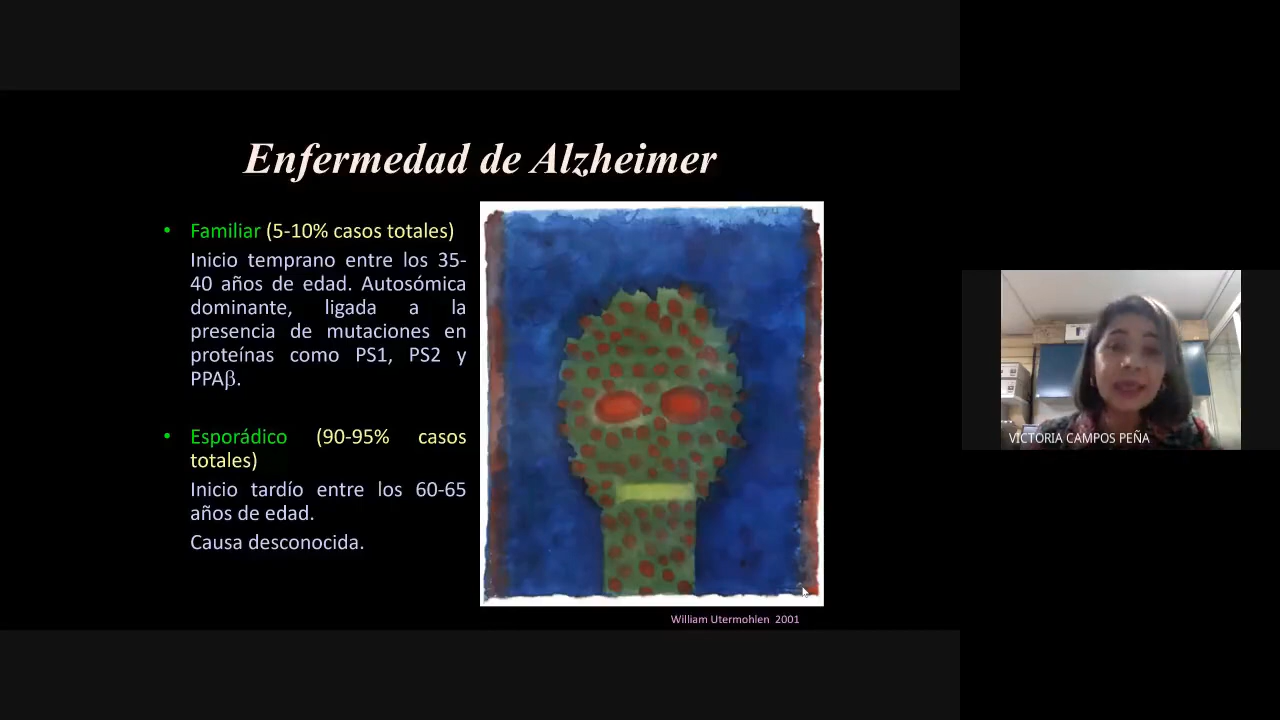 Enfermedad de Alzheimer
• Familiar (5-10% casos totales)
Inicio temprano entre los 35-
40 años de edad. Autosómica
dominante, ligada a la
presencia de mutaciones en
proteínas como PS1, PS2 y
PPAβ.
• Esporádico (90-95% casos
totales)
Inicio tardío entre los 60-65
años de edad.
Causa desconocida.
William Utermohlen 2001
VICTORIA CAMPOS PEÑA